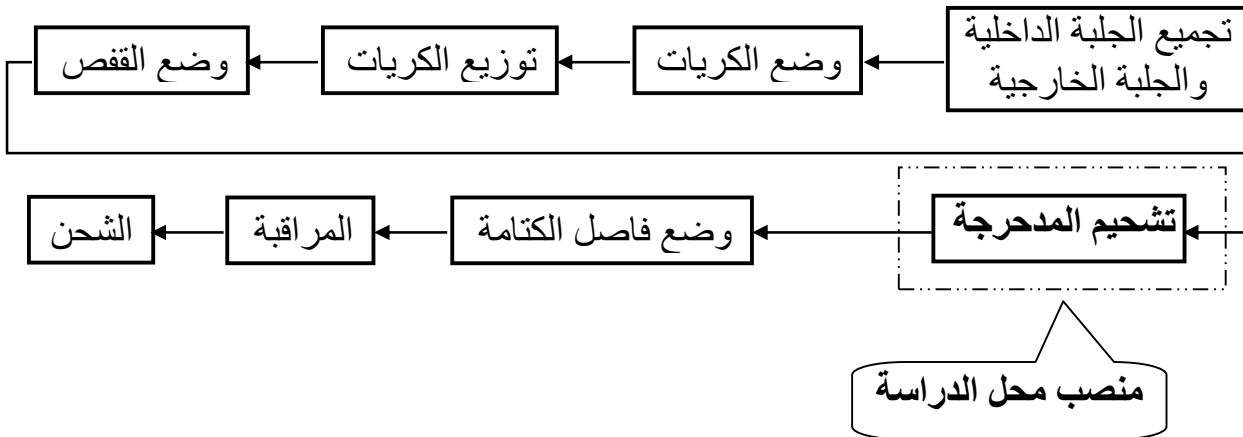 تجميع الجلبة الداخلية
والجلبة الخارجية
وضع الكريات
توزيع الكريات
وضع القفص
تشحيم المدحرجة
وضع فاصل الكتامة
المراقبة
الشحن
منصب محل الدراسة